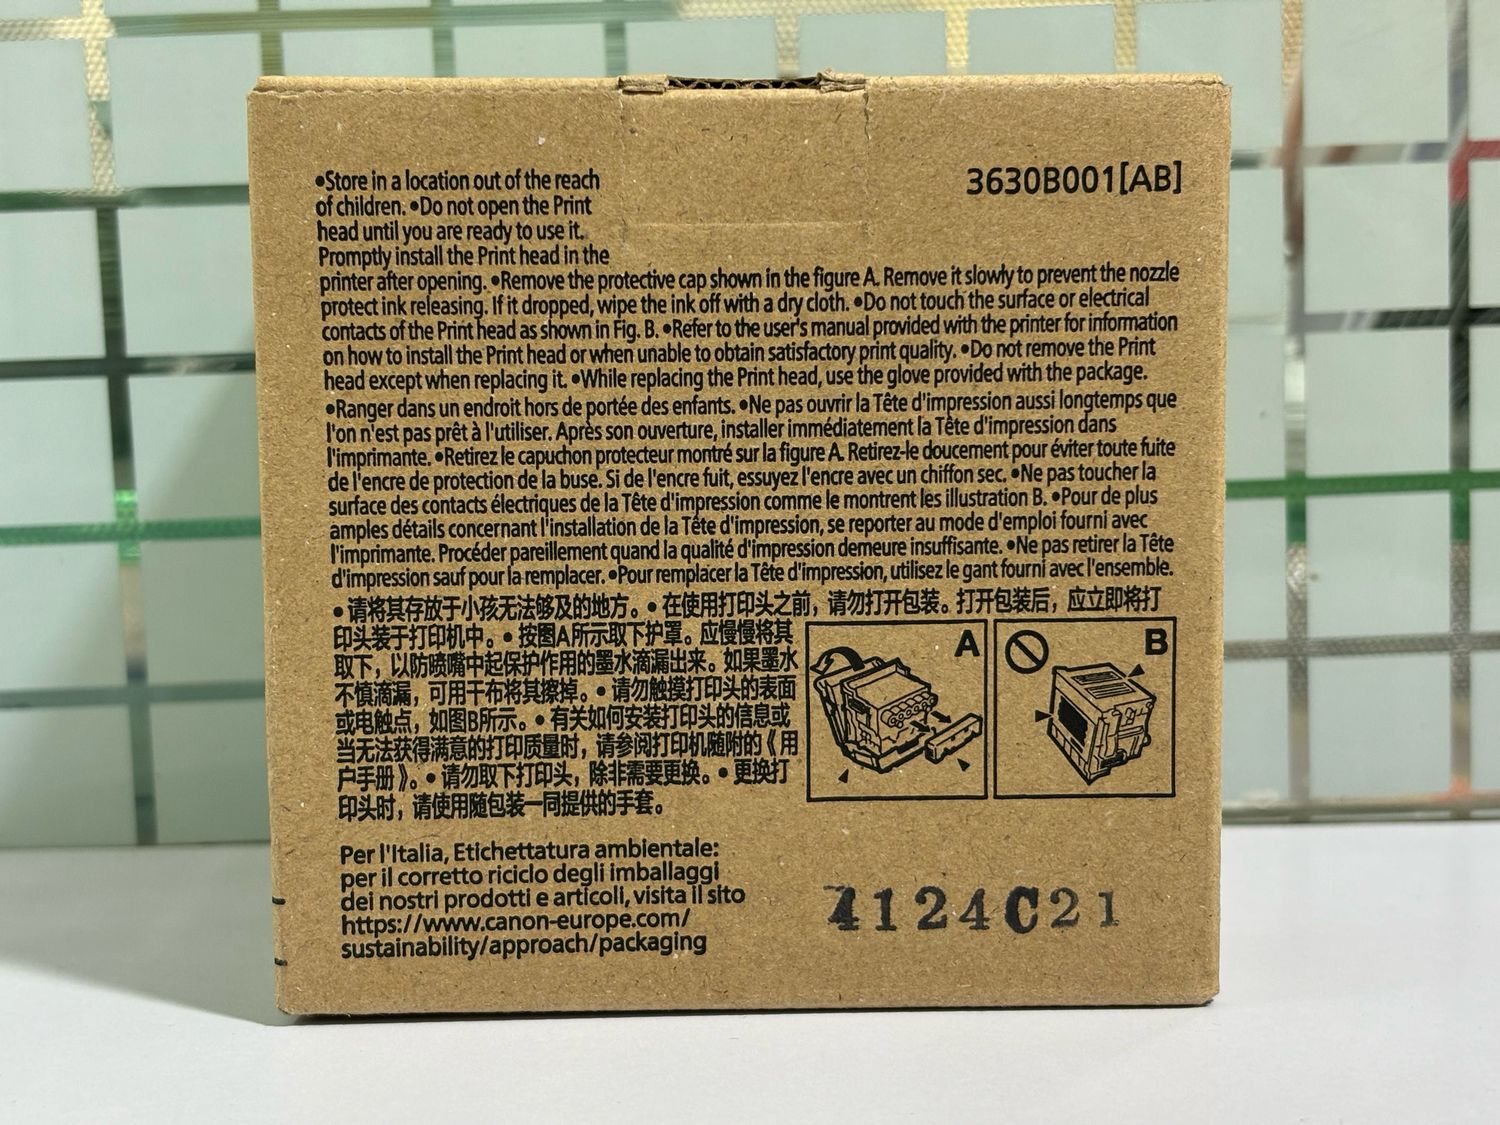 •Store in a location out of the reach
of children. •Do not open the Print
head until you are ready to use it.
Promptly install the Print head in the
printer after opening. •Remove the protective cap shown in the figure A. Remove it slowly to prevent the nozzle
protect ink releasing. If it dropped, wipe the ink off with a dry cloth. •Do not touch the surface or electrical
contacts of the Print head as shown in Fig. B. •Refer to the user's manual provided with the printer for information
on how to install the Print head or when unable to obtain satisfactory print quality. •Do not remove the Print
head except when replacing it. •While replacing the Print head, use the glove provided with the package.
3630B001[AB]
•Ranger dans un endroit hors de portée des enfants. •Ne pas ouvrir la Tête d'impression aussi longtemps que
l'on n'est pas prêt à l'utiliser. Après son ouverture, installer immédiatement la Tête d'impression dans
l'imprimante. •Retirez le capuchon protecteur montré sur la figure A. Retirez-le doucement pour éviter toute fuite
de l'encre de protection de la buse. Si de l'encre fuit, essuyez l'encre avec un chiffon sec. •Ne pas toucher la
surface des contacts électriques de la Tête d'impression comme le montrent les illustration B. •Pour de plus
amples détails concernant l'installation de la Tête d'impression, se reporter au mode d'emploi fourni avec
l'imprimante. Procéder pareillement quand la qualité d'impression demeure insuffisante. •Ne pas retirer la Tête
d'impression sauf pour la remplacer. •Pour remplacer la Tête d'impression, utilisez le gant fourni avec l'ensemble.
•请将其存放于小孩无法够及的地方。•在使用打印头之前，请勿打开包装。打开包装后，应立即将打
印头装于打印机中。•按图A所示取下护罩。应慢慢将其
取下，以防喷嘴中起保护作用的墨水滴漏出来。如果墨水
不慎滴漏，可用干布将其擦掉。•请勿触摸打印头的表面
或电触点，如图B所示。•有关如何安装打印头的信息或
当无法获得满意的打印质量时，请参阅打印机随附的《用
户手册》。•请勿取下打印头，除非需要更换。•更换打
印头时，请使用随包装一同提供的手套。
A
B
Per l'Italia, Etichettatura ambientale:
per il corretto riciclo degli imballaggi
dei nostri prodotti e articoli, visita il sito
https://www.canon-europe.com/
sustainability/approach/packaging
4124C21